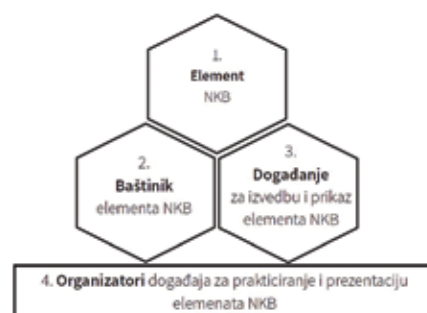 1.
Element
NKB
2.
Baštinik
elementa NKB
3.
Događanje
za izvedbu i prikaz
elementa NKB
4. Organizatori događaja za prakticiranje i prezentaciju
elemenata NKB